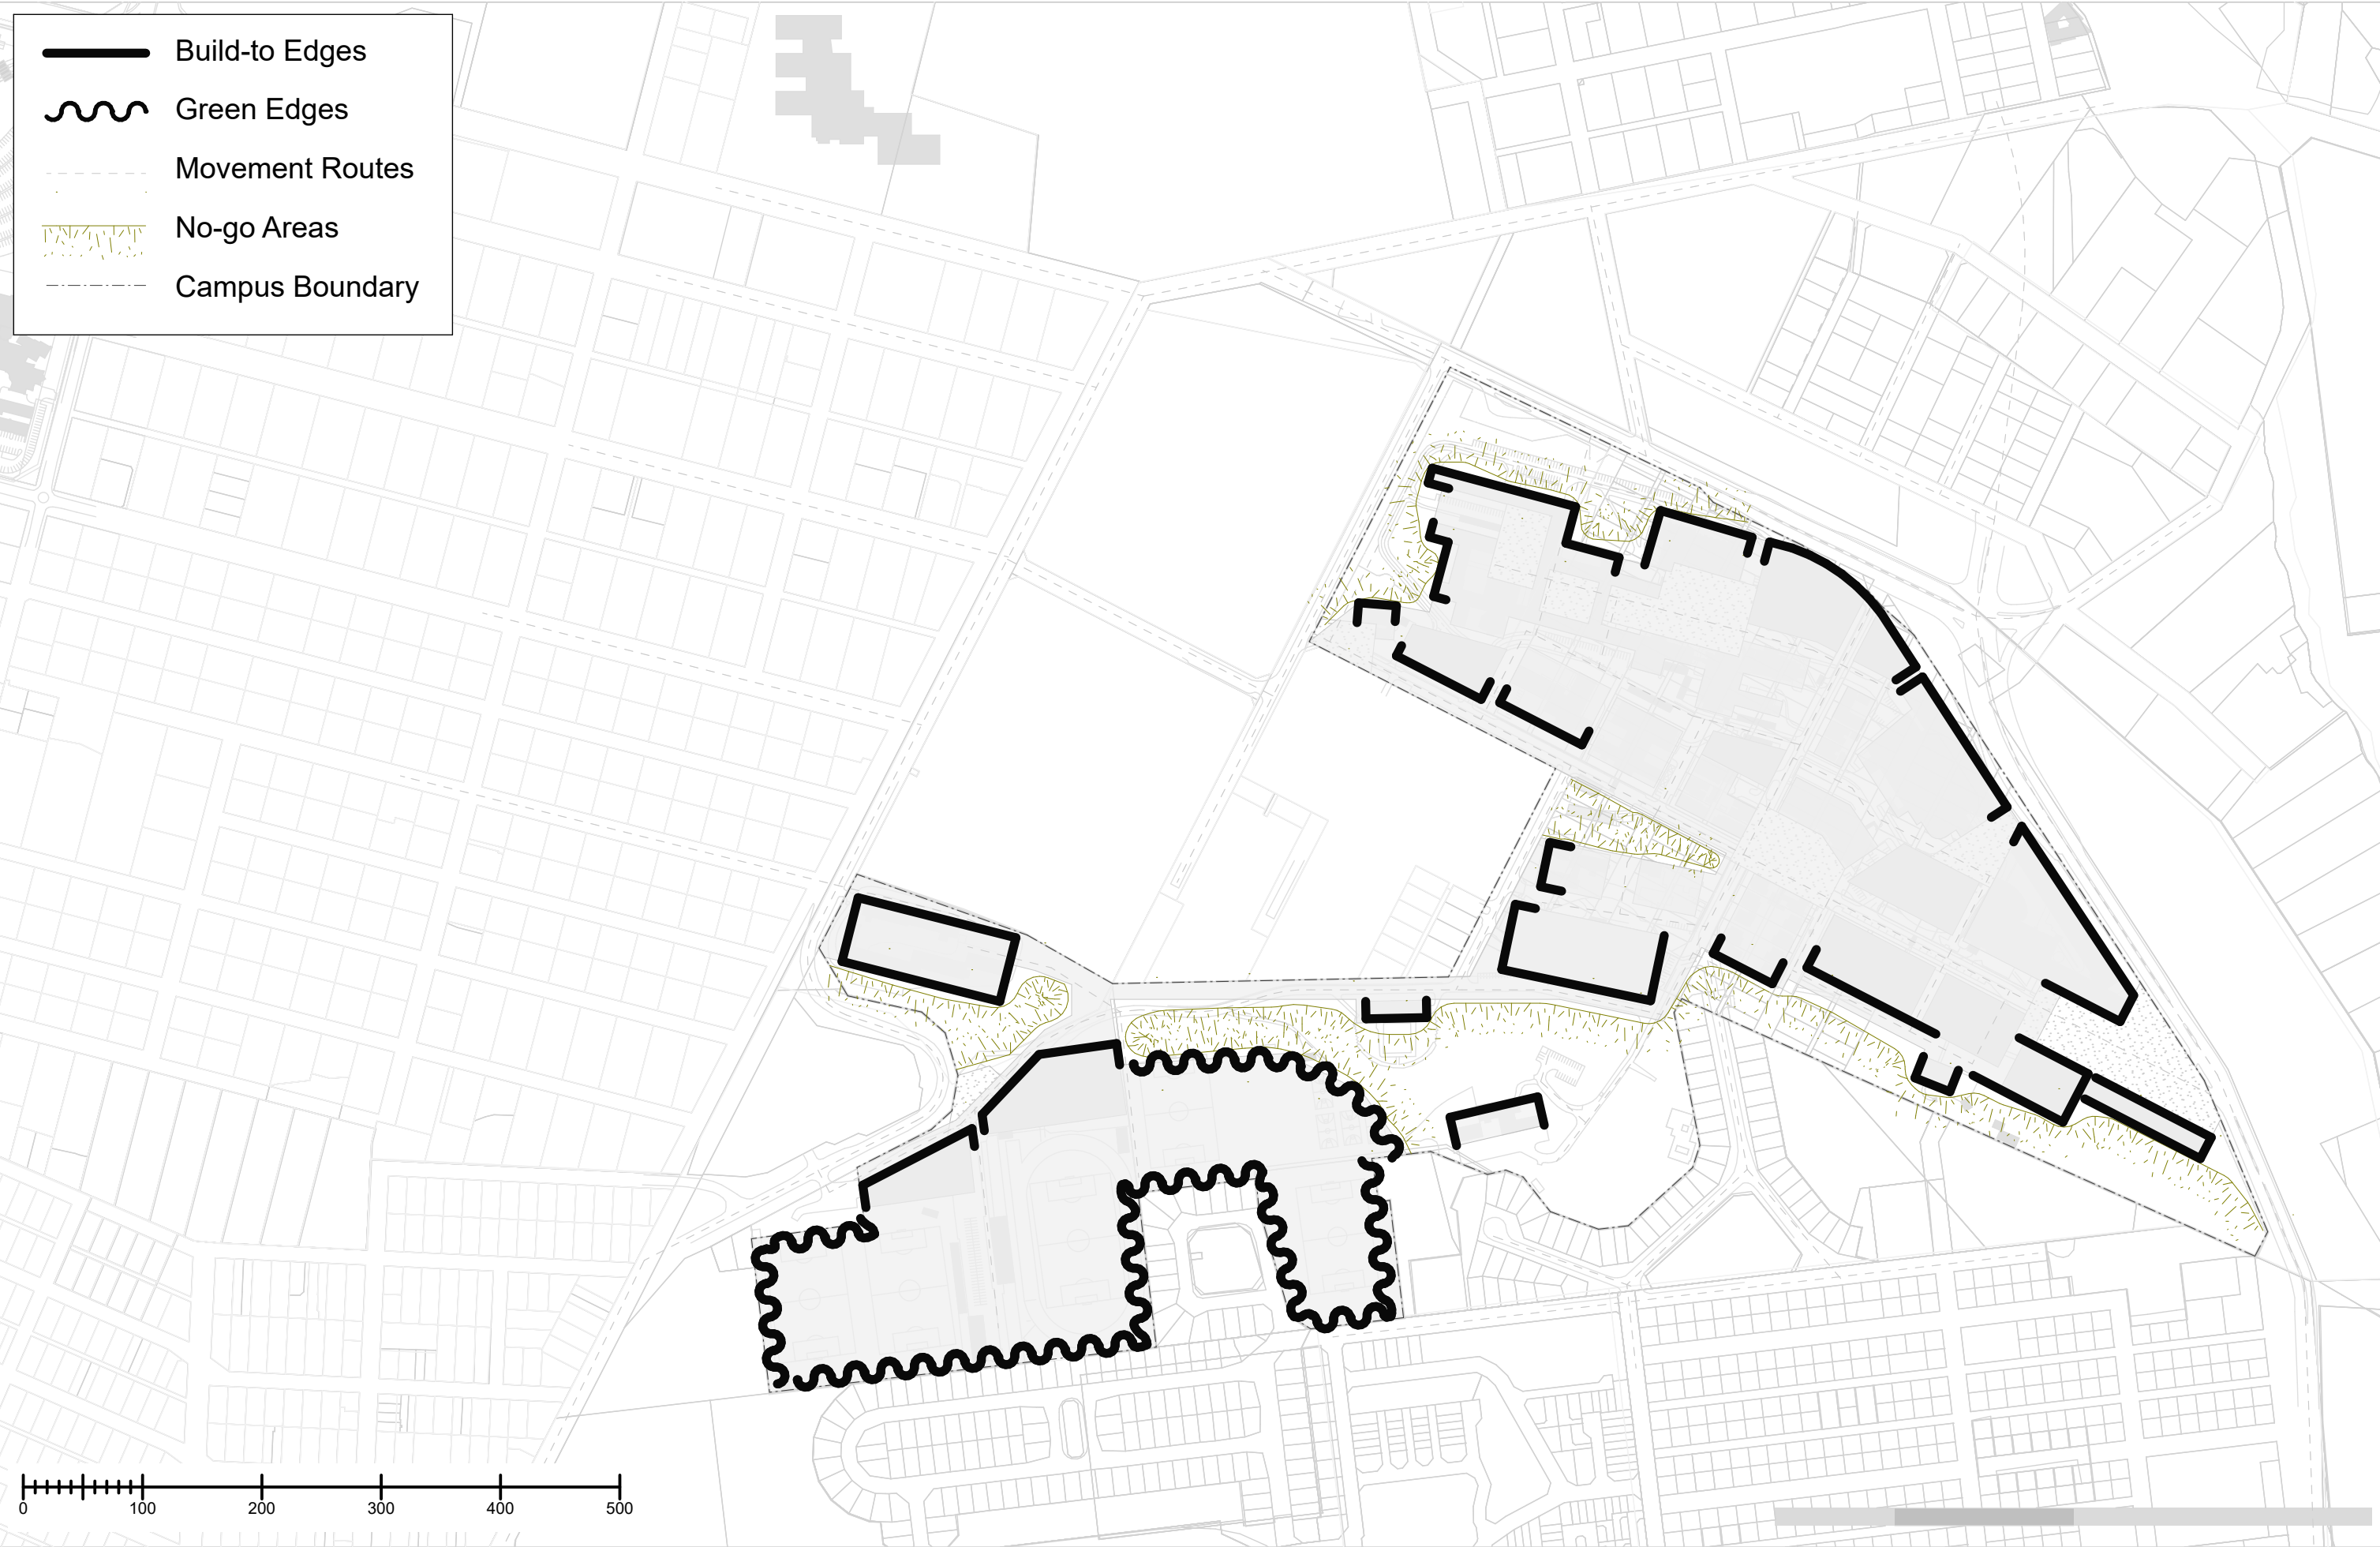 Build-to Edges
Green Edges
Movement Routes
No-go Areas
Campus Boundary
0 100 200 300 400 500